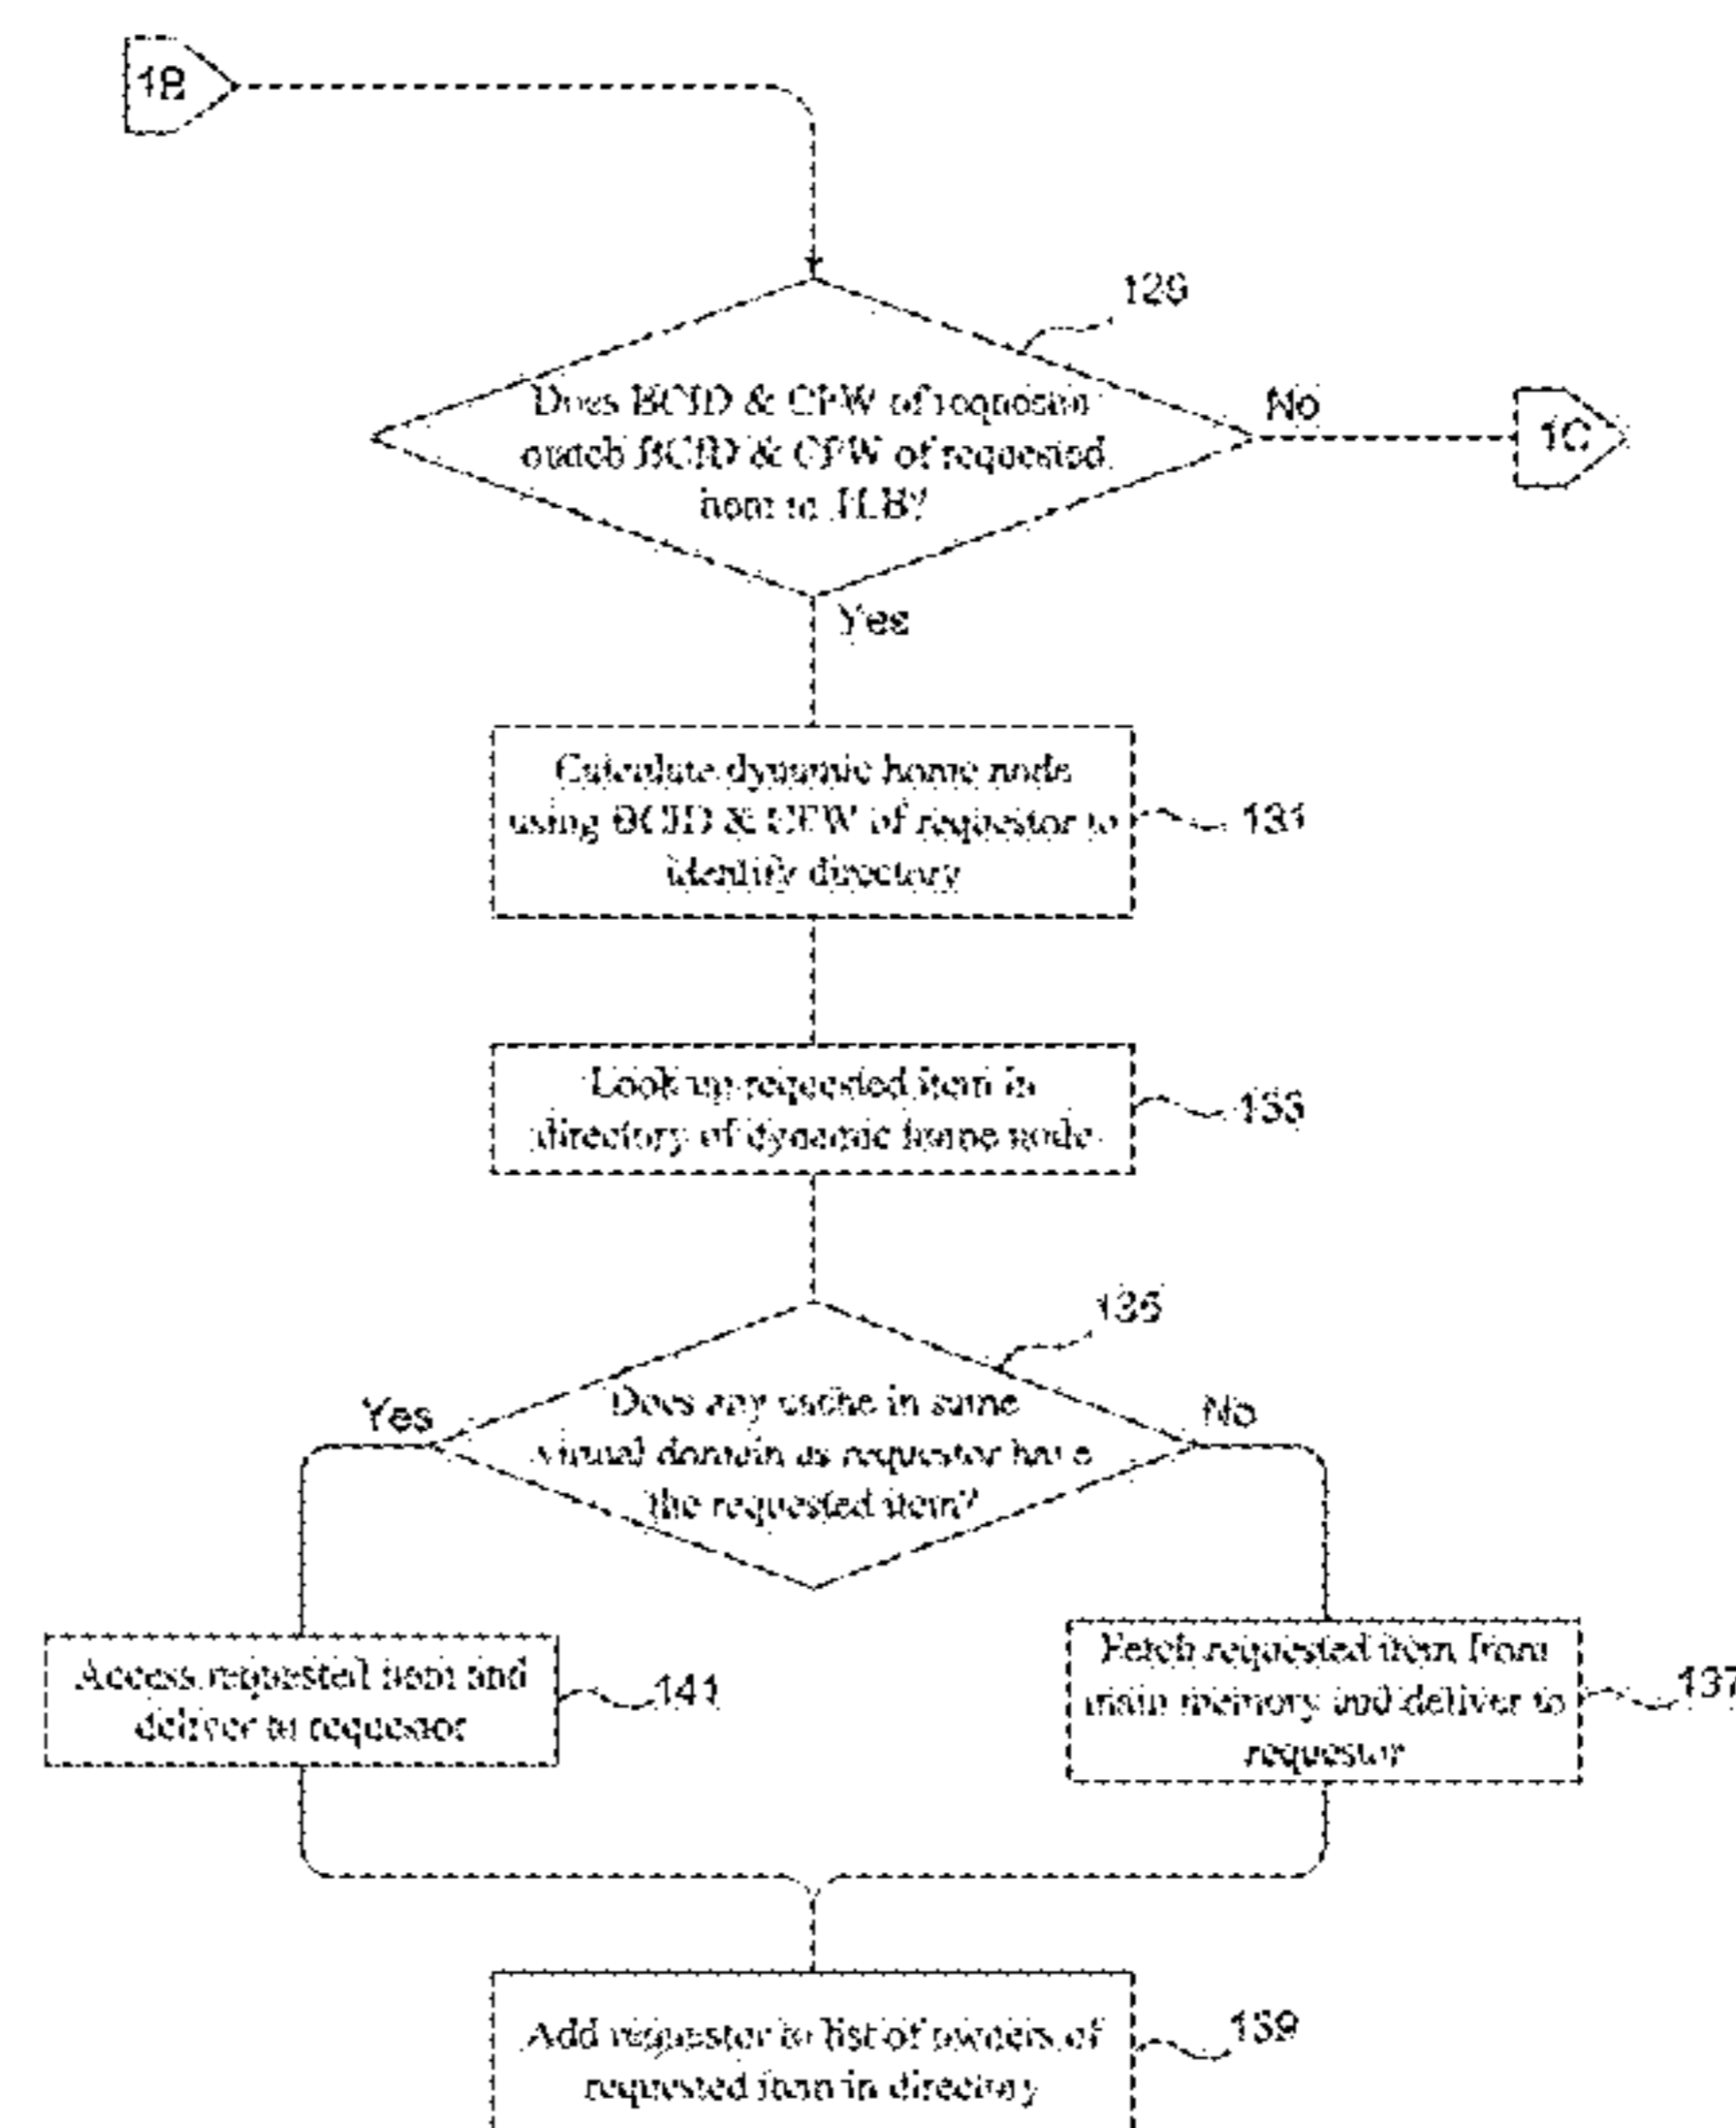 1B
Does BCID & CFW of requestor
match BCID & CFW of requested
item in TLB?
No
1C
Yes
Calculate dynamic home node
using BCID & CFW of requestor to
identify directory
131
Look up requested item in
directory of dynamic home node
133
135
Does any cache in same
virtual domain as requestor have
the requested item?
Yes
No
Access requested item and
deliver to requestor
141
Fetch requested item from
main memory and deliver to
requestor
137
Add requestor to list of owners of
requested item in directory
139